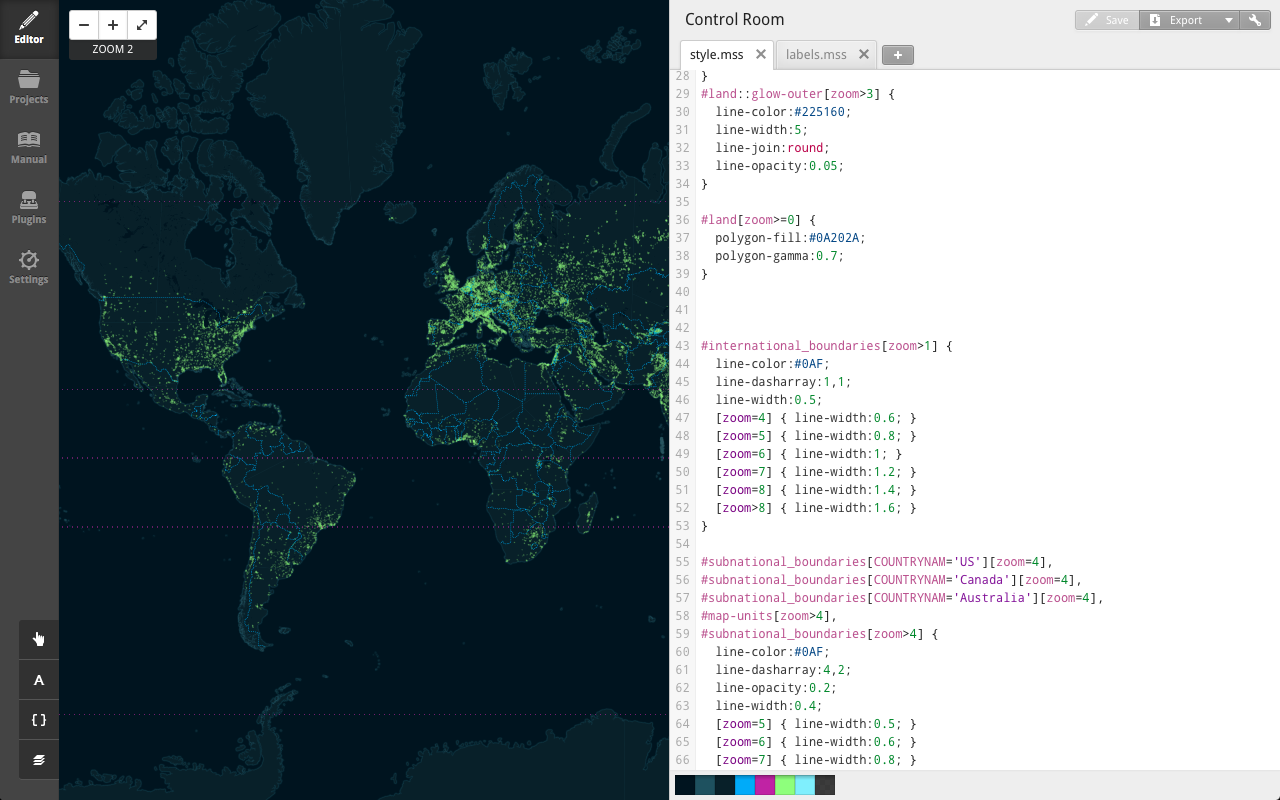 Editor
Projects
Manual
Plugins
Settings
− +
ZOOM 2
A
{}
Control Room
Save
Export
style.mss
labels.mss
+
28 }
29 #land::glow-outer[zoom>3] {
30 line-color:#225160;
31 line-width:5;
32 line-join:round;
33 line-opacity:0.05;
34 }
35
36 #land[zoom>=0] {
37 polygon-fill:#0A202A;
38 polygon-gamma:0.7;
39 }
40
41
42
43 #international_boundaries[zoom>1] {
44 line-color:#0AF;
45 line-dasharray:1,1;
46 line-width:0.5;
47 [zoom=4] { line-width:0.6; }
48 [zoom=5] { line-width:0.8; }
49 [zoom=6] { line-width:1; }
50 [zoom=7] { line-width:1.2; }
51 [zoom=8] { line-width:1.4; }
52 [zoom>8] { line-width:1.6; }
53 }
54
55 #subnational_boundaries[COUNTRYNAM='US'][zoom=4],
56 #subnational_boundaries[COUNTRYNAM='Canada'][zoom=4],
57 #subnational_boundaries[COUNTRYNAM='Australia'][zoom=4],
58 #map-units[zoom>4],
59 #subnational_boundaries[zoom>4] {
60 line-color:#0AF;
61 line-dasharray:4,2;
62 line-opacity:0.2;
63 line-width:0.4;
64 [zoom=5] { line-width:0.5; }
65 [zoom=6] { line-width:0.6; }
66 [zoom=7] { line-width:0.8; }